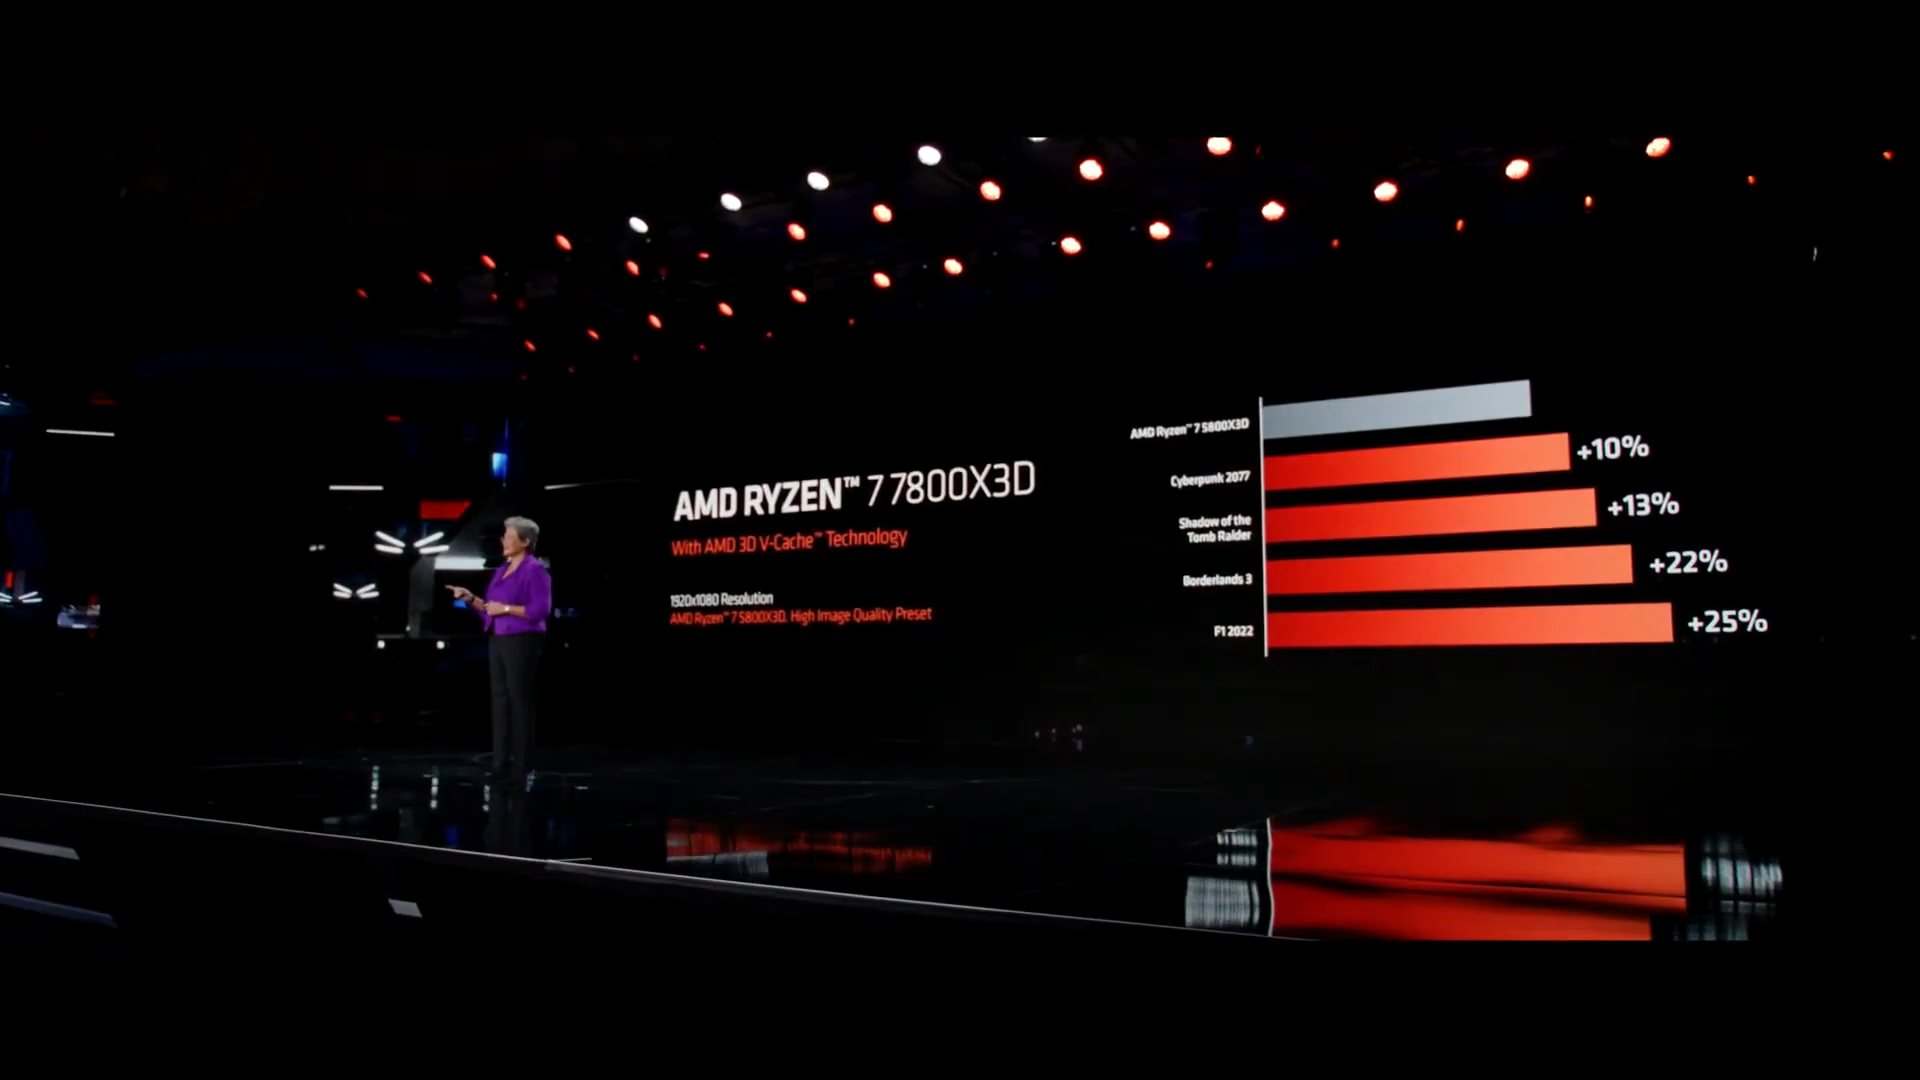 AMD RYZEN™ 7 7800X3D
With AMD 3D V-Cache™ Technology
1920x1080 Resolution
AMD Ryzen™ 7 5800X3D, High Image Quality Preset
AMD Ryzen™ 7 5800X3D
Cyberpunk 2077
+10%
Shadow of the
Tomb Raider
+13%
Borderlands 3
+22%
F1 2022
+25%